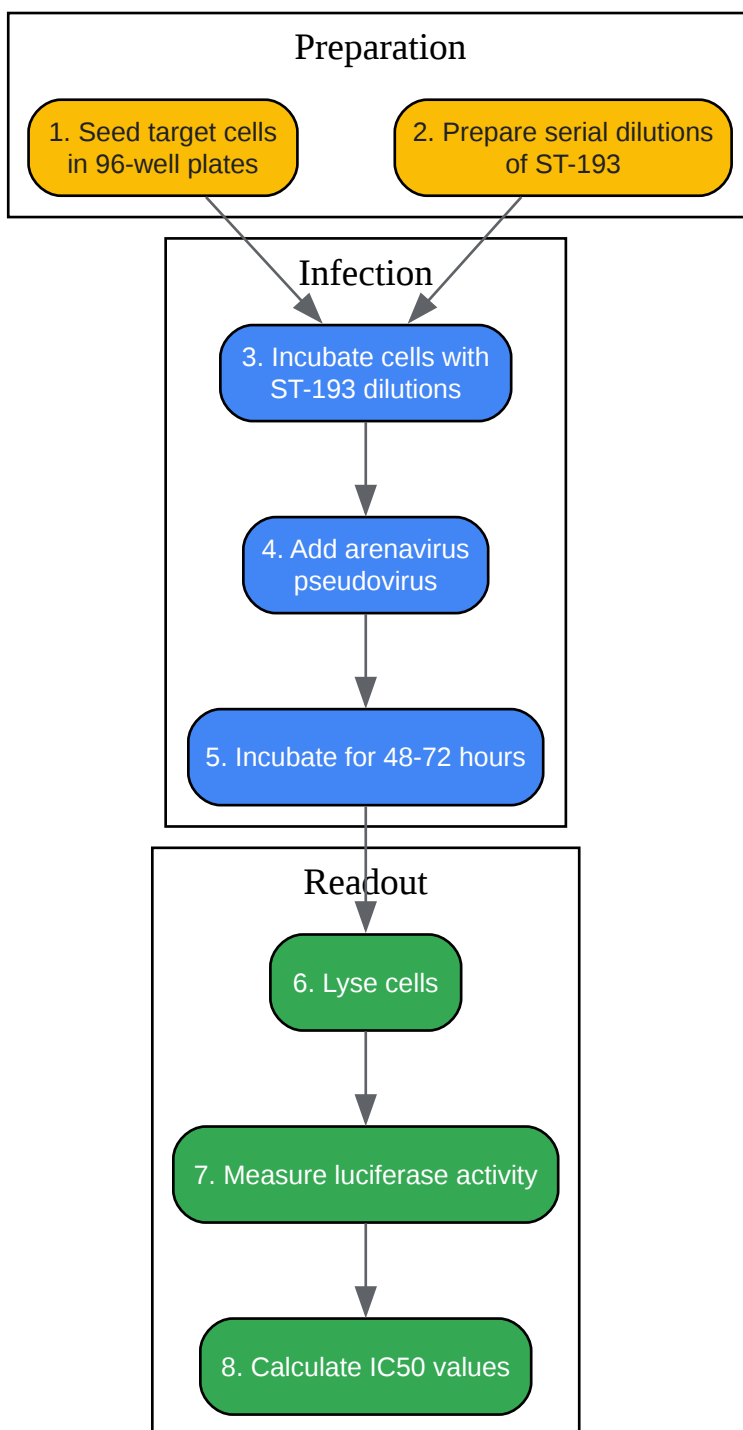 Preparation
1. Seed target cells
in 96-well plates
2. Prepare serial dilutions
of ST-193
Infection
3. Incubate cells with
ST-193 dilutions
4. Add arenavirus
pseudovirus
5. Incubate for 48-72 hours
Readout
6. Lyse cells
7. Measure luciferase activity
8. Calculate IC50 values